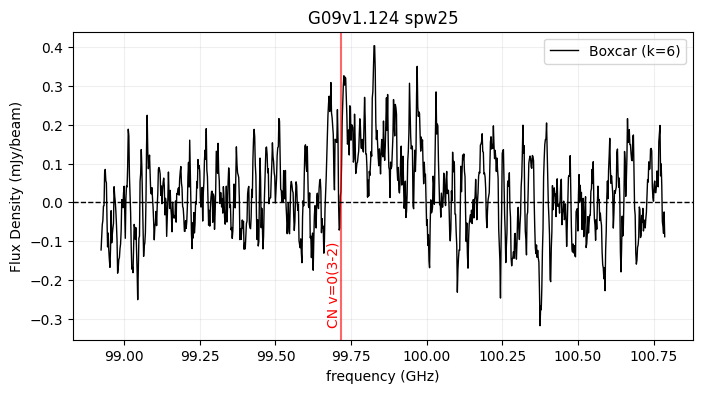 G09v1.124 spw25
Boxcar (k=6)
Flux Density (mJy/beam)
0.4
0.3
0.2
0.1
0.0
−0.1
−0.2
−0.3
CN v=0(3-2)
99.00 99.25 99.50 99.75 100.00 100.25 100.50 100.75
frequency (GHz)